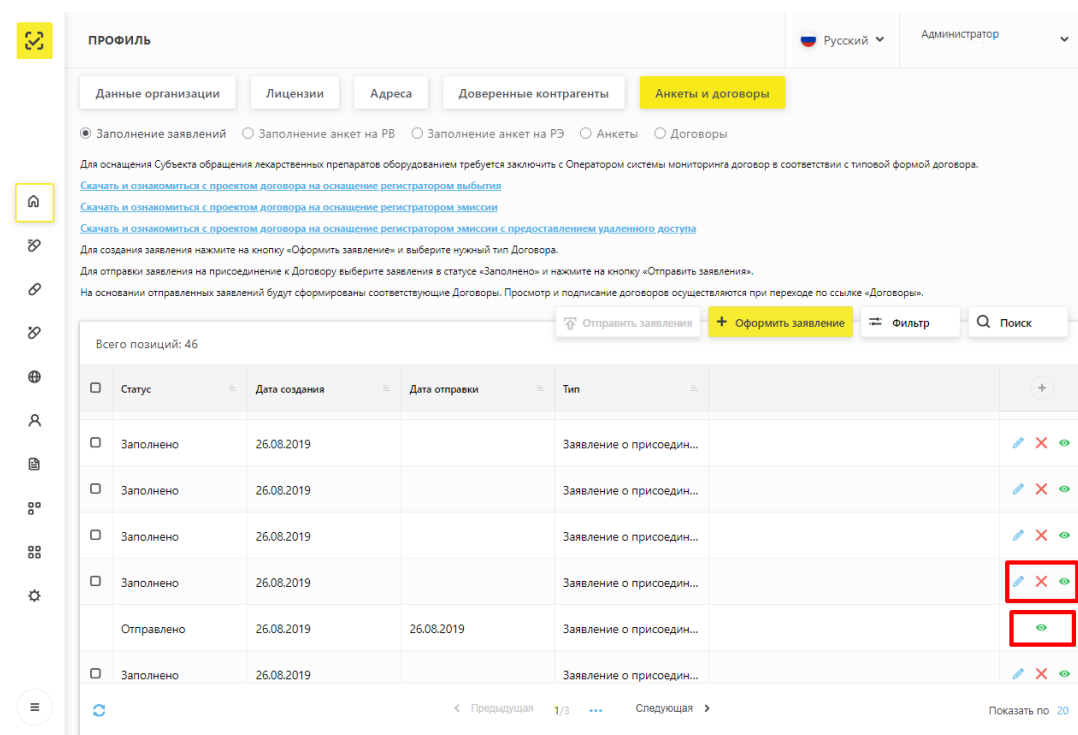 ПРОФИЛЬ
Русский
Администратор
Данные организации
Лицензии
Адреса
Доверенные контрагенты
Анкеты и договоры
Заполнение заявлений
Заполнение анкет на РВ
Заполнение анкет на РЭ
Анкеты
Договоры
Для оснащения Субъекта обращения лекарственных препаратов оборудованием требуется заключить с Оператором системы мониторинга договор в соответствии с типовой формой договора.
Скачать и ознакомиться с проектом договора на оснащение регистратором выбытия
Скачать и ознакомиться с проектом договора на оснащение регистратором эмиссии
Скачать и ознакомиться с проектом договора на оснащение регистратором эмиссии с предоставлением удаленного доступа
Для создания заявления нажмите на кнопку «Оформить заявление» и выберите нужный тип Договора.
Для отправки заявления на присоединение к Договору выберите заявления в статусе «Заполнено» и нажмите на кнопку «Отправить заявления».
На основании отправленных заявлений будут сформированы соответствующие Договоры. Просмотр и подписание договоров осуществляются при переходе по ссылке «Договоры».
Отправить заявления
+ Оформить заявление
Фильтр
Поиск
Всего позиций: 46
Статус
Дата создания
Дата отправки
Тип
Заполнено 26.08.2019 Заявление о присоедин...
Заполнено 26.08.2019 Заявление о присоедин...
Заполнено 26.08.2019 Заявление о присоедин...
Заполнено 26.08.2019 Заявление о присоедин...
Отправлено 26.08.2019 26.08.2019 Заявление о присоедин...
Заполнено 26.08.2019 Заявление о присоедин...
Предыдущая 1/3 ••• Следующая
Показать по 20